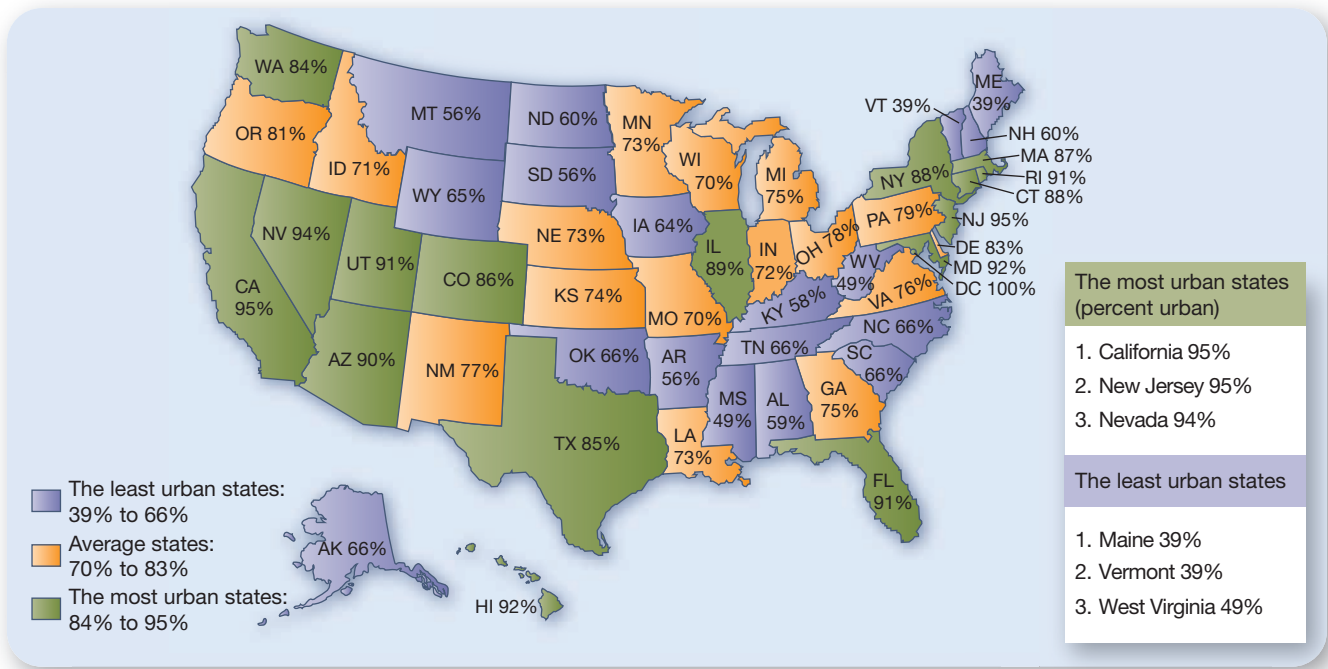 WA 84%
OR 81%
ID 71%
MT 56%
ND 60%
MN
73%
SD 56%
WY 65%
WI
70%
MI
75%
VT 39%
ME
39%
NH 60%
MA 87%
RI 91%
CT 88%
NY 88%
PA 79%
NJ 95%
DE 83%
MD 92%
DC 100%
CA
95%
NV 94%
UT 91%
CO 86%
NE 73%
IA 64%
IL
89%
IN
72%
OH 78%
WV
49%
VA 76%
KS 74%
MO 70%
KY 58%
NC 66%
TN 66%
SC
66%
AZ 90%
NM 77%
OK 66%
AR
56%
MS
49%
AL
59%
GA
75%
TX 85%
LA
73%
FL
91%
AK 66%
HI 92%
The least urban states:
39% to 66%
Average states:
70% to 83%
The most urban states:
84% to 95%
The most urban states
(percent urban)
1. California 95%
2. New Jersey 95%
3. Nevada 94%
The least urban states
1. Maine 39%
2. Vermont 39%
3. West Virginia 49%